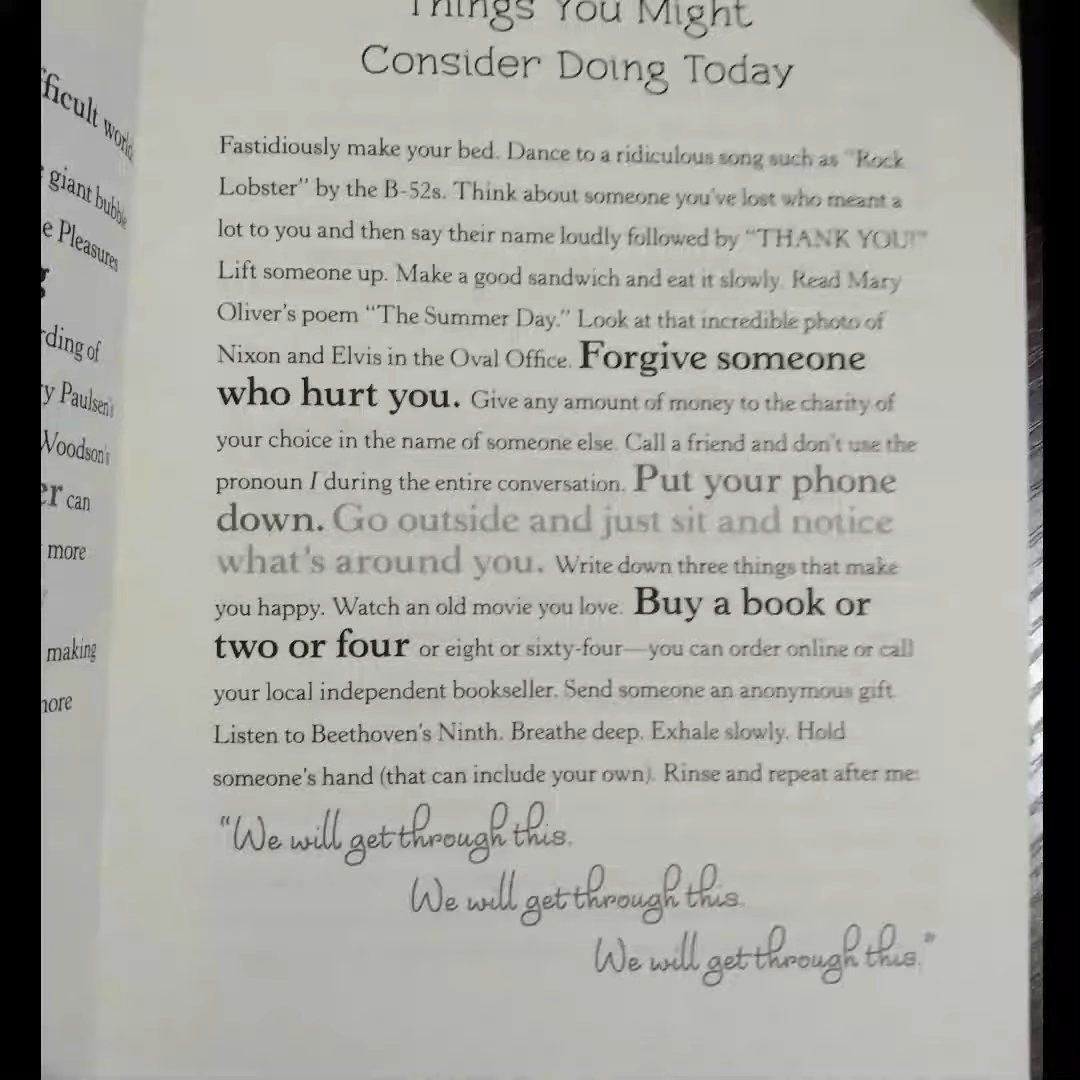 Things You Might
Consider Doing Today
Fastidiously make your bed. Dance to a ridiculous song such as "Rock
Lobster" by the B-52s. Think about someone you've lost who meant a
lot to you and then say their name loudly followed by "THANK YOU!"
Lift someone up. Make a good sandwich and eat it slowly. Read Mary
Oliver's poem "The Summer Day." Look at that incredible photo of
Nixon and Elvis in the Oval Office. Forgive someone
who hurt you. Give any amount of money to the charity of
your choice in the name of someone else. Call a friend and don't use the
pronoun I during the entire conversation. Put your phone
down. Go outside and just sit and notice
what's around you. Write down three things that make
you happy. Watch an old movie you love. Buy a book or
two or four or eight or sixty-four—you can order online or call
your local independent bookseller. Send someone an anonymous gift.
Listen to Beethoven's Ninth. Breathe deep. Exhale slowly. Hold
someone's hand (that can include your own). Rinse and repeat after me:
"We will get through this.
We will get through this.
We will get through this."
giant
Pleasures
of
Paulsen's
Woodson's
can
more
making